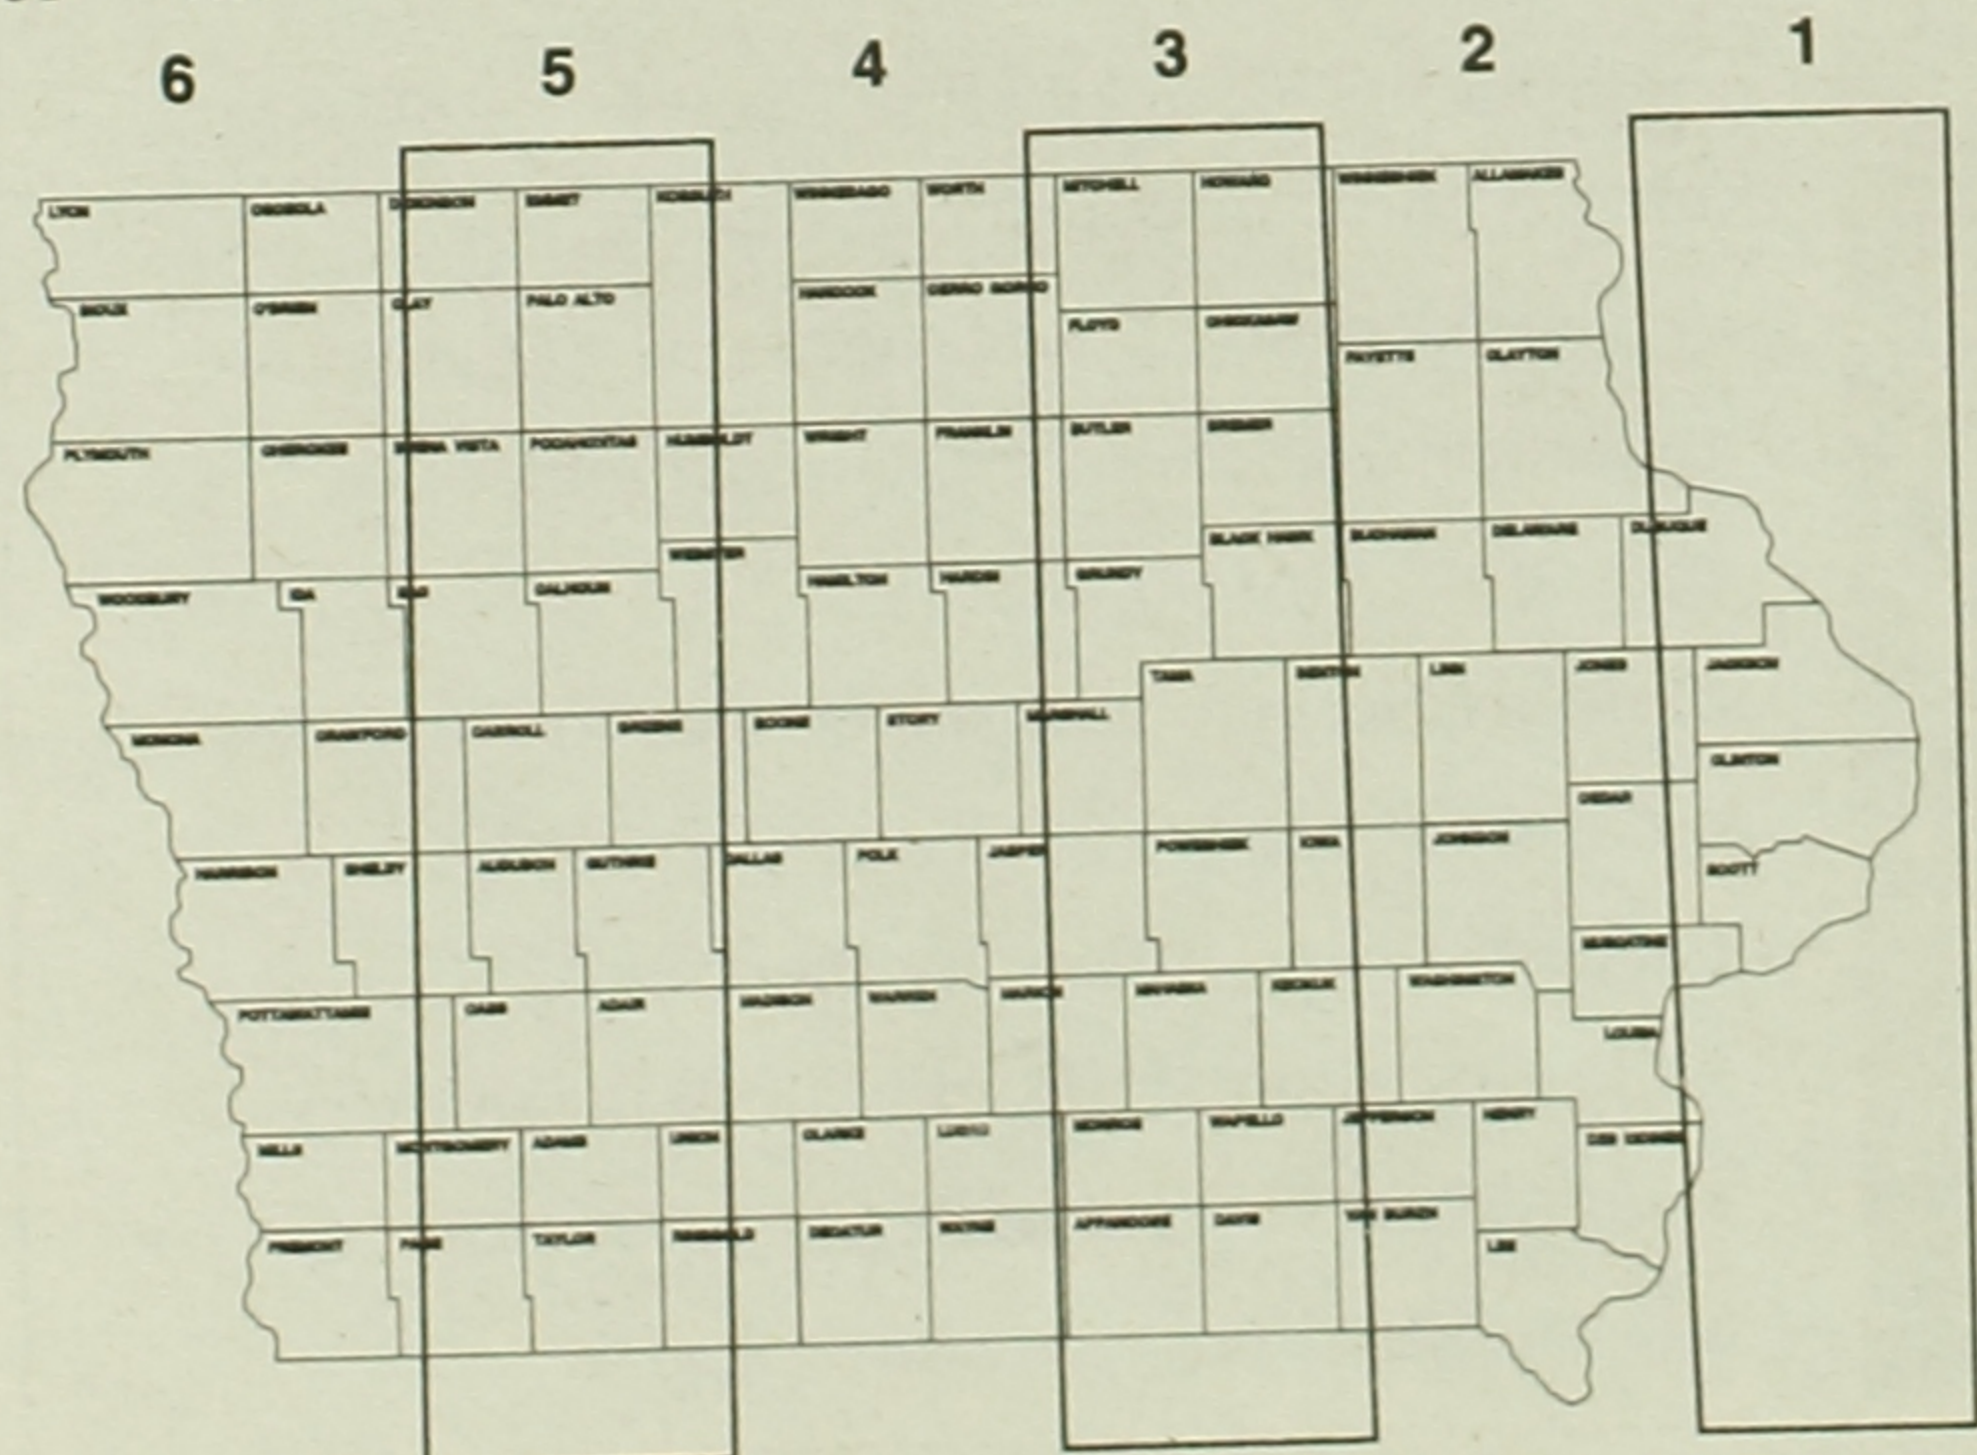 6 5 4 3 2 1
LYON OSCEOLA DICKINSON EMMET KOSSUTH WINNEBAGO WORTH MITCHELL HOWARD WINNESHIEK ALLAMAKEE
SIOUX O'BRIEN CLAY PALO ALTO HANCOCK CERRO GORDO FLOYD CHICKASAW FAYETTE CLAYTON
PLYMOUTH CHEROKEE BUENA VISTA POCAHONTAS HUMBOLDT WRIGHT FRANKLIN BUTLER BREMER
WOODBURY IDA SAC CALHOUN WEBSTER HAMILTON HARDIN GRUNDY BLACK HAWK BUCHANAN DELAWARE DUBUQUE
MONONA CRAWFORD CARROLL GREENE BOONE STORY MARSHALL TAMA BENTON LINN JONES JACKSON
CLINTON
CEDAR
HARRISON SHELBY AUDUBON GUTHRIE DALLAS POLK JASPER POWESHIEK IOWA JOHNSON SCOTT
MUSCATINE
POTTAWATTAMIE CASS ADAIR MADISON WARREN MARION MAHASKA KEOKUK WASHINGTON LOUISA
MILLS MONTGOMERY ADAMS UNION CLARKE LUCAS MONROE WAPELLO JEFFERSON HENRY DES MOINES
FREMONT PAGE TAYLOR RINGGOLD DECATUR WAYNE APPANOOSE DAVIS VAN BUREN LEE